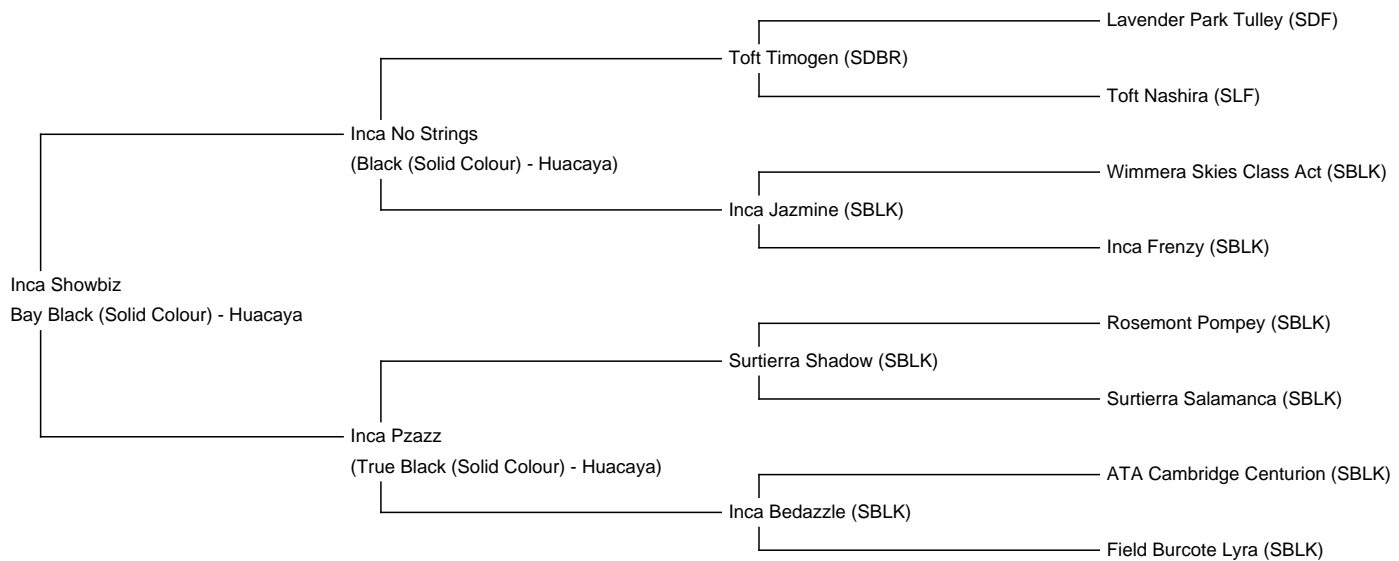 Lavender Park Tulley (SDF)
Toft Timogen (SDBR)
Toft Nashira (SLF)
Inca No Strings
(Black (Solid Colour) - Huacaya)
Wimmera Skies Class Act (SBLK)
Inca Jazmine (SBLK)
Inca Frenzy (SBLK)
Inca Showbiz
Bay Black (Solid Colour) - Huacaya
Rosemont Pompey (SBLK)
Surtierra Shadow (SBLK)
Surtierra Salamanca (SBLK)
Inca Pzazz
(True Black (Solid Colour) - Huacaya)
ATA Cambridge Centurion (SBLK)
Inca Bedazzle (SBLK)
Field Burcote Lyra (SBLK)